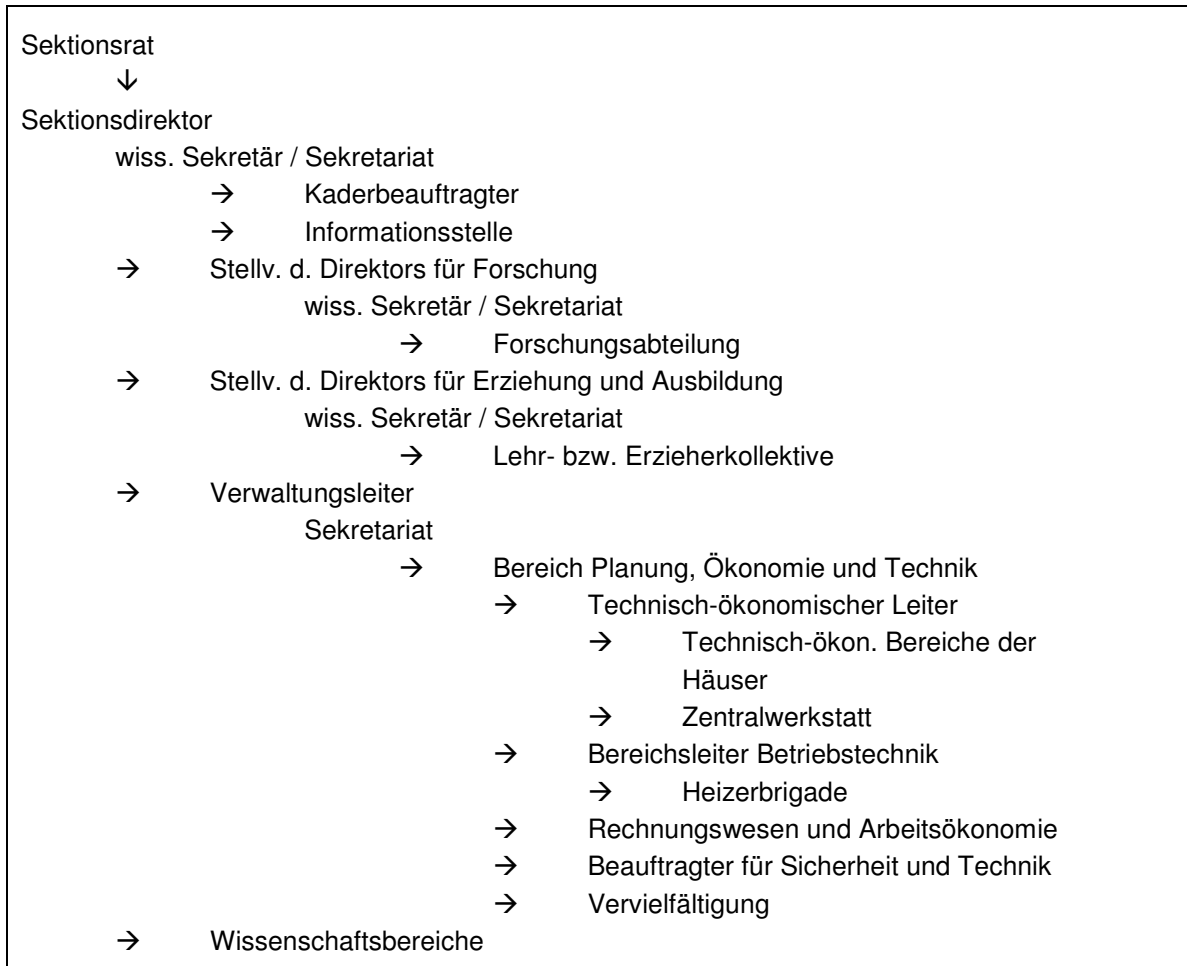 Sektionsrat
↓
Sektionsdirektor
wiss. Sekretär / Sekretariat
→ Kaderbeauftragter
→ Informationsstelle
→ Stellv. d. Direktors für Forschung
wiss. Sekretär / Sekretariat
→ Forschungsabteilung
→ Stellv. d. Direktors für Erziehung und Ausbildung
wiss. Sekretär / Sekretariat
→ Lehr- bzw. Erzieherkollektive
→ Verwaltungsleiter
Sekretariat
→ Bereich Planung, Ökonomie und Technik
→ Technisch-ökonomischer Leiter
→ Technisch-ökon. Bereiche der
Häuser
→ Zentralwerkstatt
→ Bereichsleiter Betriebstechnik
→ Heizerbrigade
→ Rechnungswesen und Arbeitsökonomie
→ Beauftragter für Sicherheit und Technik
→ Vervielfältigung
→ Wissenschaftsbereiche